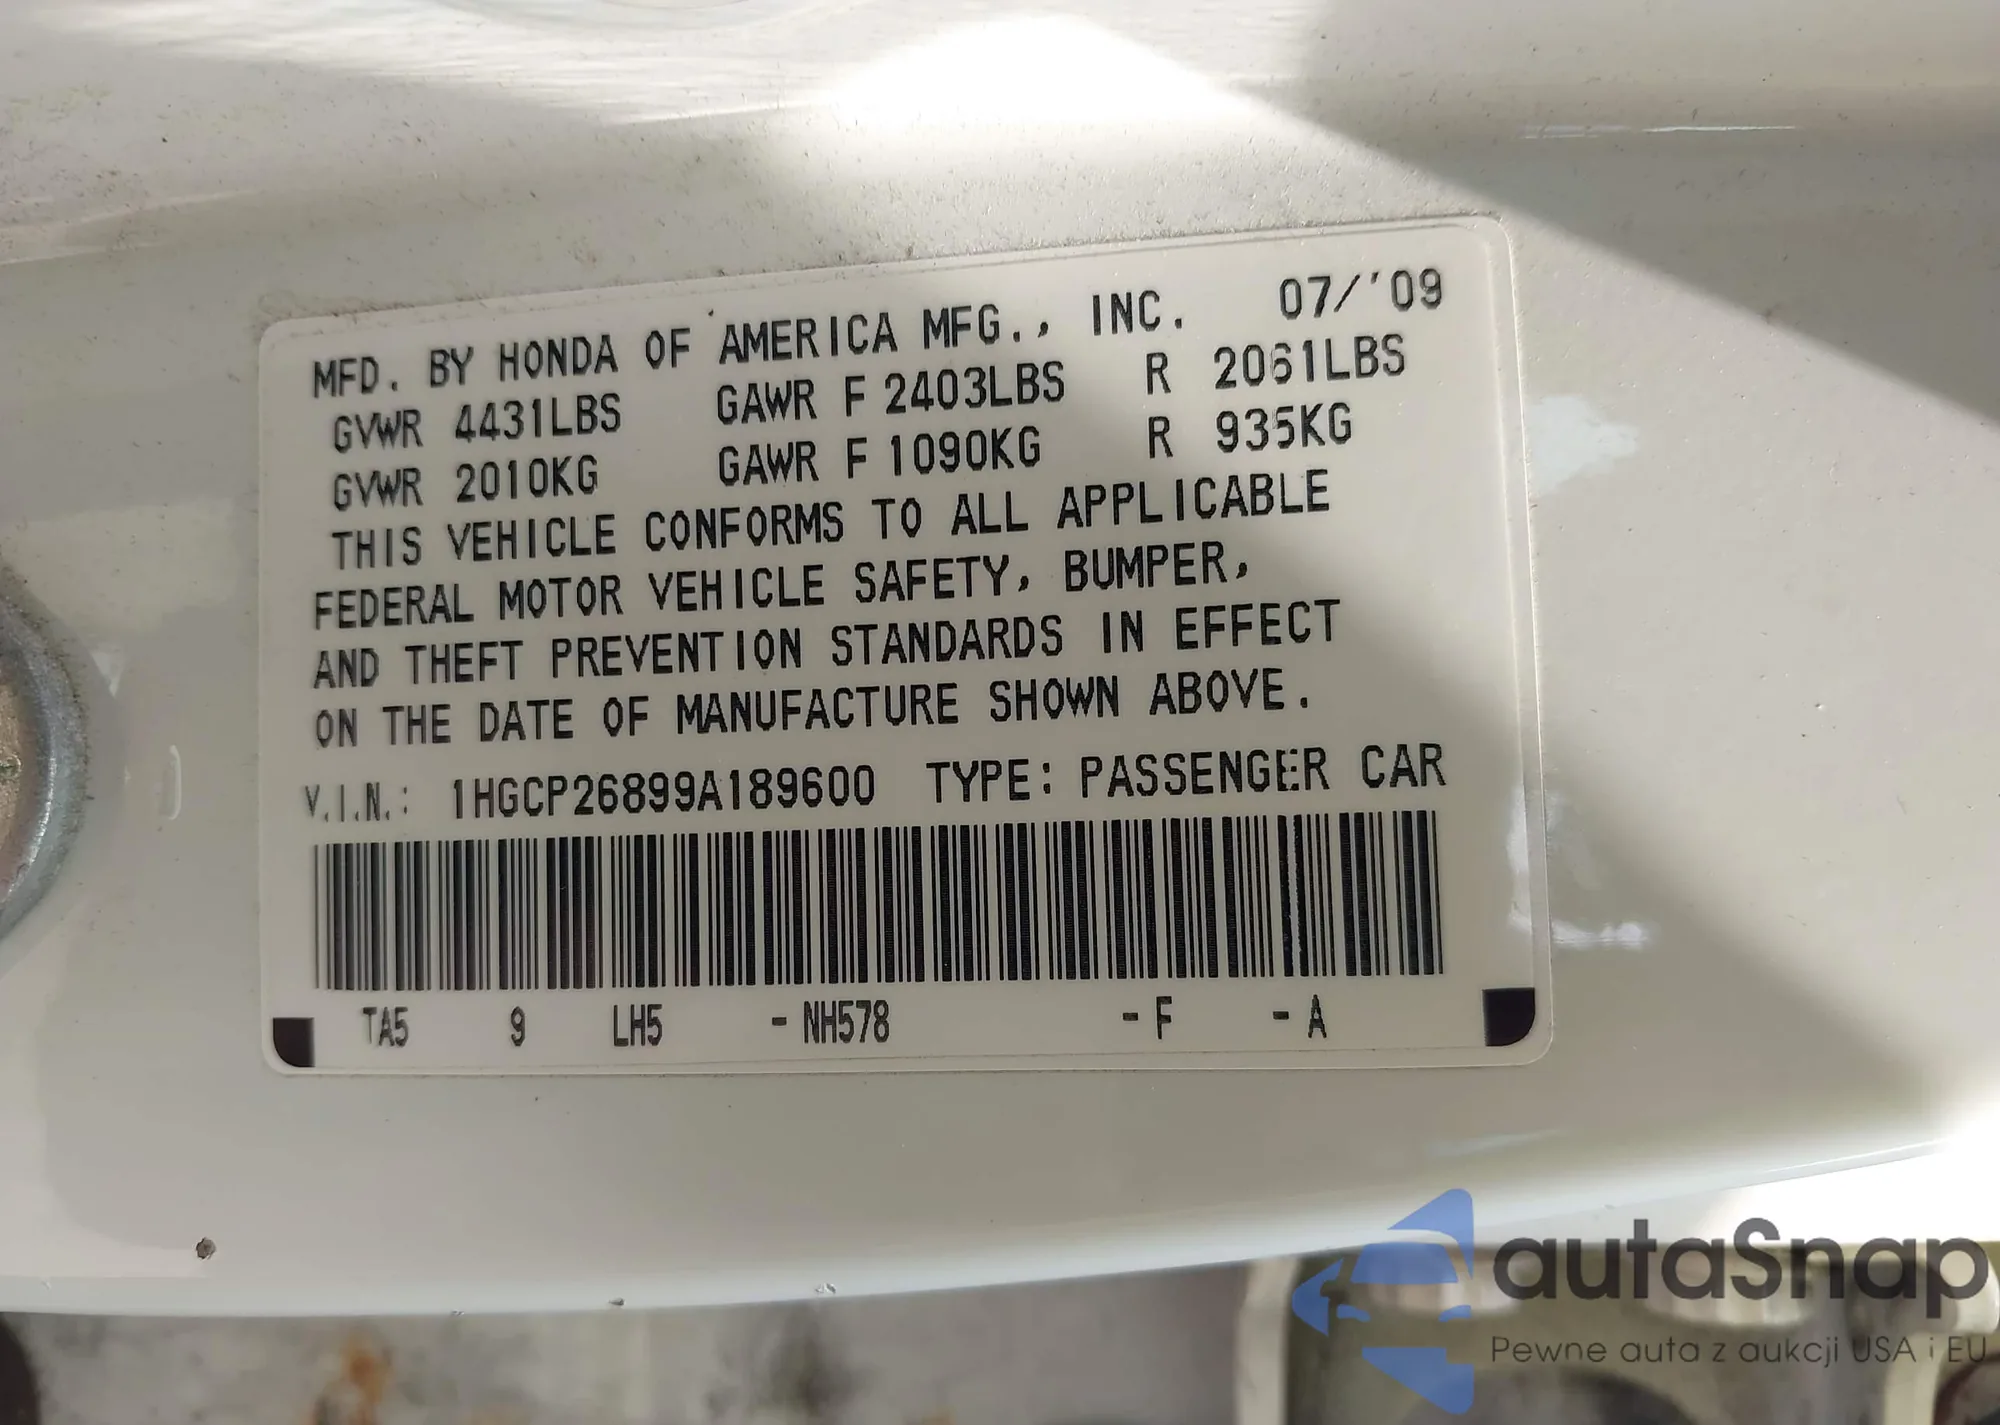 MFD. BY HONDA OF AMERICA MFG., INC. 07/'09
GVWR 4431LBS GAWR F 2403LBS R 2061LBS
GVWR 2010KG GAWR F 1090KG R 935KG
THIS VEHICLE CONFORMS TO ALL APPLICABLE
FEDERAL MOTOR VEHICLE SAFETY, BUMPER,
AND THEFT PREVENTION STANDARDS IN EFFECT
ON THE DATE OF MANUFACTURE SHOWN ABOVE.
V.I.N.: 1HGCP26899A189600 TYPE: PASSENGER CAR
TA5 9 LH5 - NH578 - F - A
autaSnap
Pewne auta z aukcji USA i EU